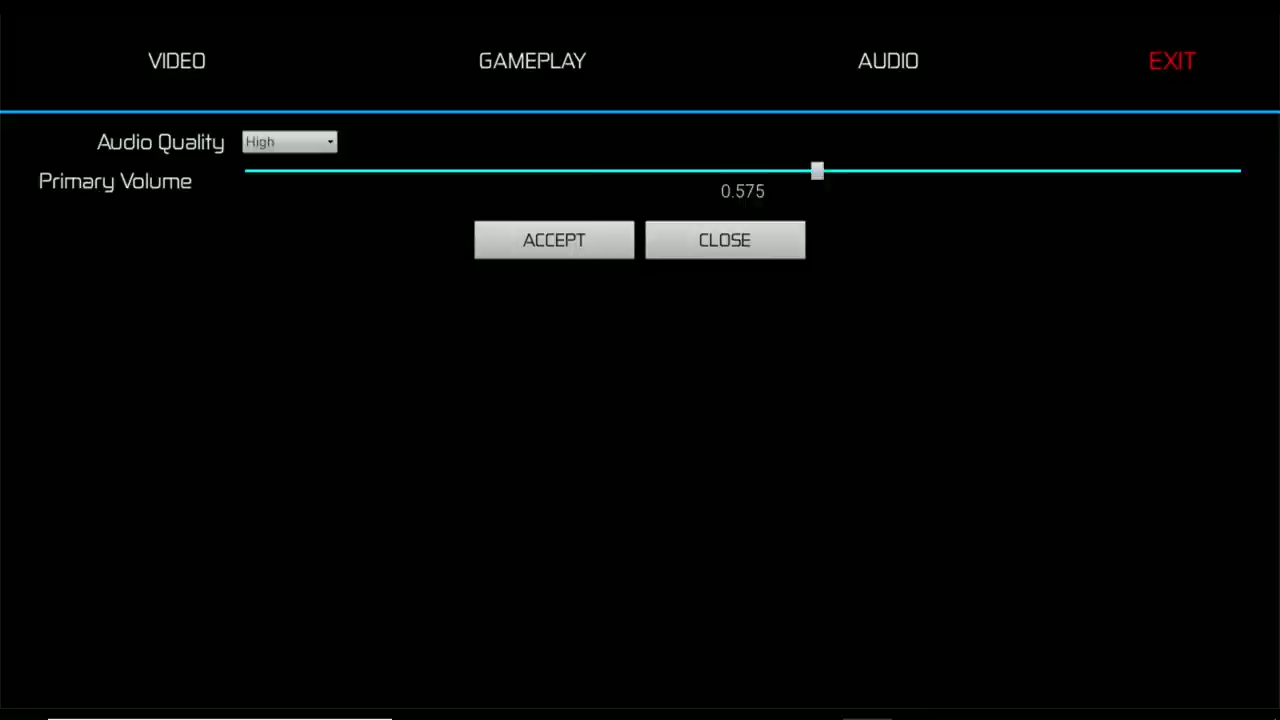 VIDEO GAMEPLAY AUDIO EXIT
Audio Quality High
Primary Volume
0.575
ACCEPT CLOSE